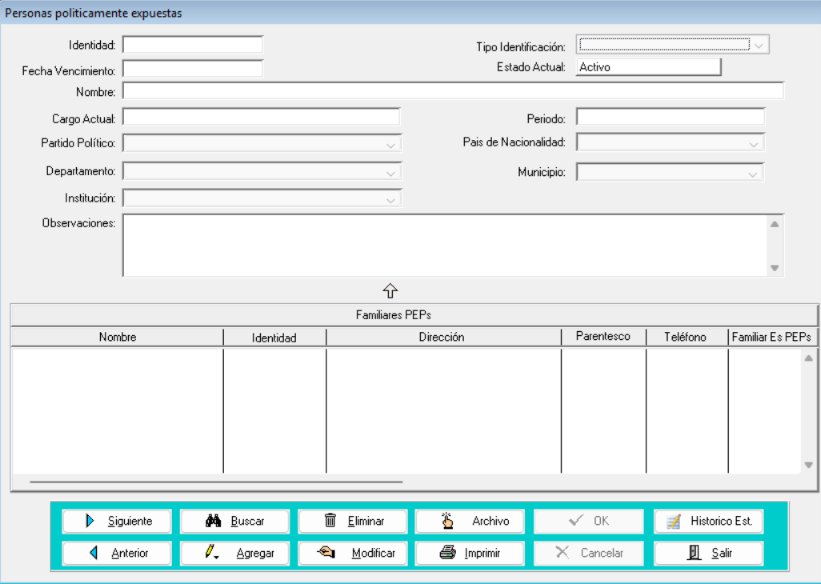 Personas politicamente expuestas
Identidad: Tipo Identificación:
Fecha Vencimiento: Estado Actual: Activo
Nombre:
Cargo Actual: Periodo:
Partido Político: Pais de Nacionalidad:
Departamento: Municipio:
Institución:
Observaciones:
Familiares PEPs
Nombre Identidad Dirección Parentesco Teléfono Familiar Es PEPs
Siguiente Buscar Eliminar Archivo OK Historico Est.
Anterior Agregar Modificar Imprimir Cancelar Salir